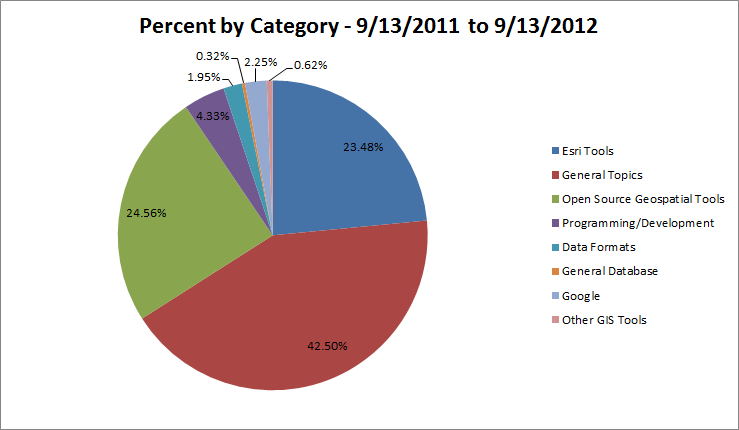 Percent by Category - 9/13/2011 to 9/13/2012
0.32%
2.25%
0.62%
1.95%
4.33%
23.48%
24.56%
42.50%
Esri Tools
General Topics
Open Source Geospatial Tools
Programming/Development
Data Formats
General Database
Google
Other GIS Tools